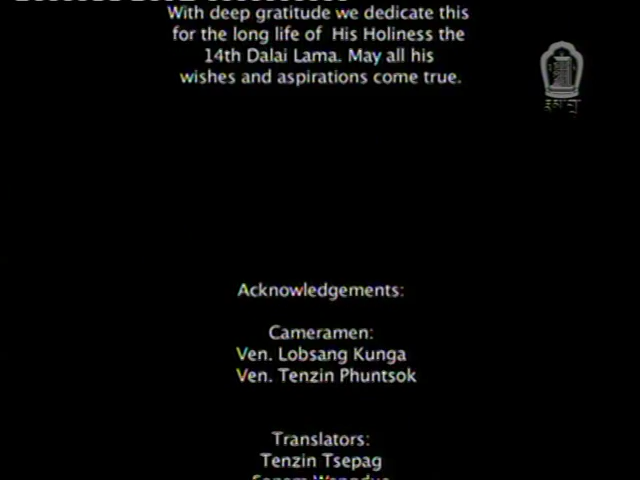 With deep gratitude we dedicate this
for the long life of His Holiness the
14th Dalai Lama. May all his
wishes and aspirations come true.
Acknowledgements:
Cameramen:
Ven. Lobsang Kunga
Ven. Tenzin Phuntsok
Translators:
Tenzin Tsepag